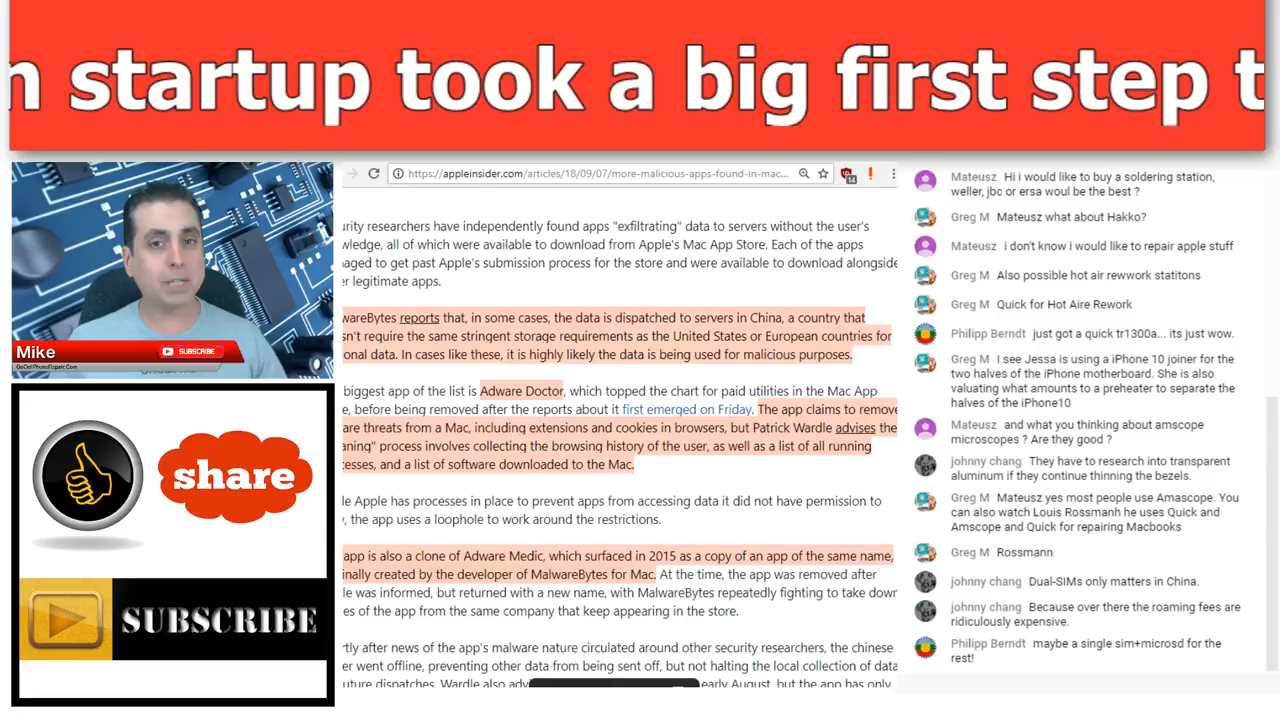 n startup took a big first step t
https://appleinsider.com/articles/18/09/07/more-malicious-apps-found-in-mac...
14
urity researchers have independently found apps "exfiltrating" data to servers without the user's
wledge, all of which were available to download from Apple's Mac App Store. Each of the apps
naged to get past Apple's submission process for the store and were available to download alongside
er legitimate apps.
wareBytes reports that, in some cases, the data is dispatched to servers in China, a country that
sn't require the same stringent storage requirements as the United States or European countries for
onal data. In cases like these, it is highly likely the data is being used for malicious purposes.
biggest app of the list is Adware Doctor, which topped the chart for paid utilities in the Mac App
e, before being removed after the reports about it first emerged on Friday. The app claims to remove
are threats from a Mac, including extensions and cookies in browsers, but Patrick Wardle advises the
aning" process involves collecting the browsing history of the user, as well as a list of all running
cesses, and a list of software downloaded to the Mac.
le Apple has processes in place to prevent apps from accessing data it did not have permission to
, the app uses a loophole to work around the restrictions.
app is also a clone of Adware Medic, which surfaced in 2015 as a copy of an app of the same name,
inally created by the developer of MalwareBytes for Mac. At the time, the app was removed after
le was informed, but returned with a new name, with MalwareBytes repeatedly fighting to take down
es of the app from the same company that keep appearing in the store.
rtly after news of the app's malware nature circulated around other security researchers, the chinese
er went offline, preventing other data from being sent off, but not halting the local collection of data
uture dispatches. Wardle also adv early August, but the app has only
Mike
SUBSCRIBE
GoCellPhoneRepair.Com
share
SUBSCRIBE
Mateusz Hi i would like to buy a soldering station,
weller, jbc or ersa woul be the best ?
Greg M Mateusz what about Hakko?
Mateusz i don't know i would like to repair apple stuff
Greg M Also possible hot air rewwork statitons
Greg M Quick for Hot Aire Rework
Philipp Berndt just got a quick tr1300a... its just wow.
Greg M I see Jessa is using a iPhone 10 joiner for the
two halves of the iPhone motherboard. She is also
valuating what amounts to a preheater to separate the
halves of the iPhone10
Mateusz and what you thinking about amscope
microscopes ? Are they good ?
johnny chang They have to research into transparent
aluminum if they continue thinning the bezels.
Greg M Mateusz yes most people use Amascope. You
can also watch Louis Rossmanh he uses Quick and
Amscope and Quick for repairing Macbooks
Greg M Rossmann
johnny chang Dual-SIMs only matters in China.
johnny chang Because over there the roaming fees are
ridiculously expensive.
Philipp Berndt maybe a single sim+microsd for the
rest!